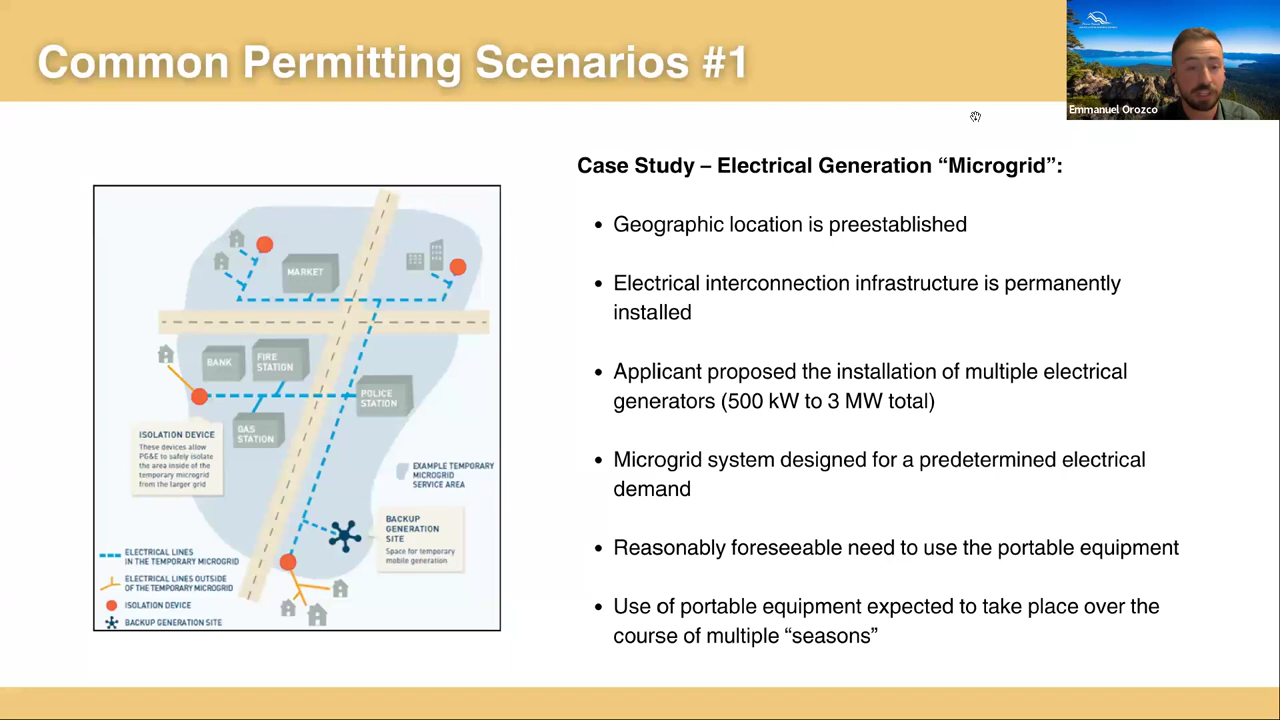 Common Permitting Scenarios #1
Emmanuel Orozco
Case Study – Electrical Generation “Microgrid”:
• Geographic location is preestablished
• Electrical interconnection infrastructure is permanently
installed
• Applicant proposed the installation of multiple electrical
generators (500 kW to 3 MW total)
• Microgrid system designed for a predetermined electrical
demand
• Reasonably foreseeable need to use the portable equipment
• Use of portable equipment expected to take place over the
course of multiple “seasons”
MARKET
BANK
FIRE
STATION
POLICE
STATION
GAS
STATION
ISOLATION DEVICE
These devices allow
PG&E to safely isolate
the area inside of the
temporary microgrid
from the larger grid
EXAMPLE TEMPORARY
MICROGRID
SERVICE AREA
BACKUP
GENERATION
SITE
Space for temporary
mobile generation
ELECTRICAL LINES
IN THE TEMPORARY MICROGRID
ELECTRICAL LINES OUTSIDE
OF THE TEMPORARY MICROGRID
ISOLATION DEVICE
BACKUP GENERATION SITE